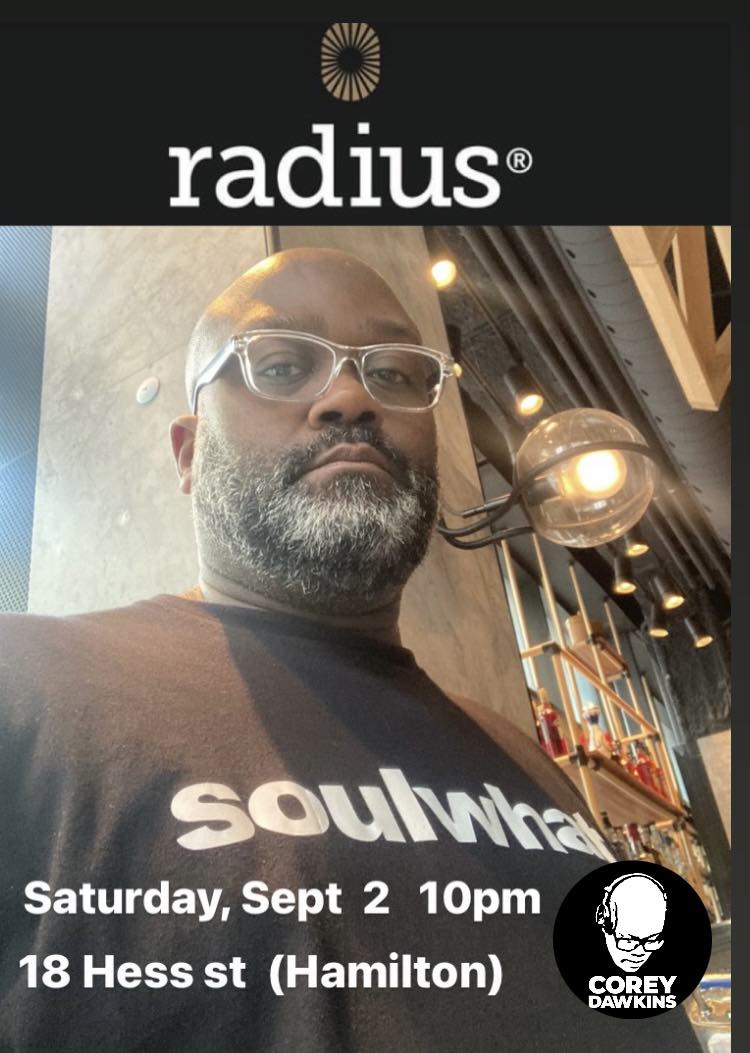 radius®
soulwha
Saturday, Sept 2 10pm
18 Hess st (Hamilton)
COREY
DAWKINS